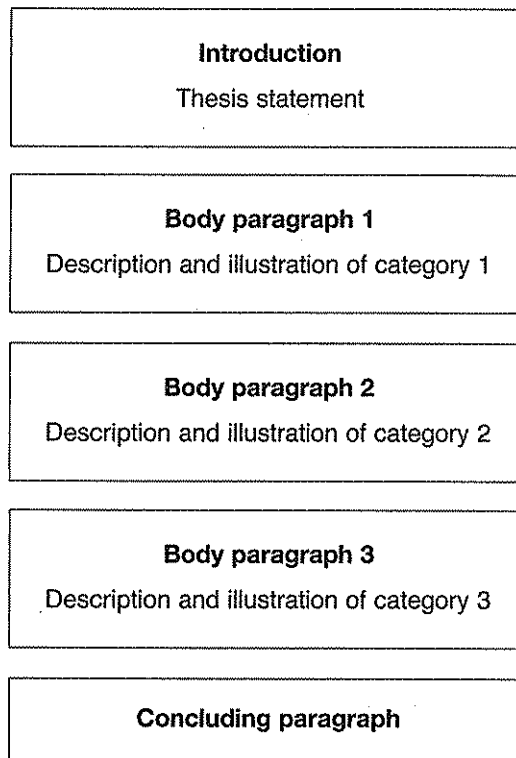 Introduction
Thesis statement
Body paragraph 1
Description and illustration of category 1
Body paragraph 2
Description and illustration of category 2
Body paragraph 3
Description and illustration of category 3
Concluding paragraph